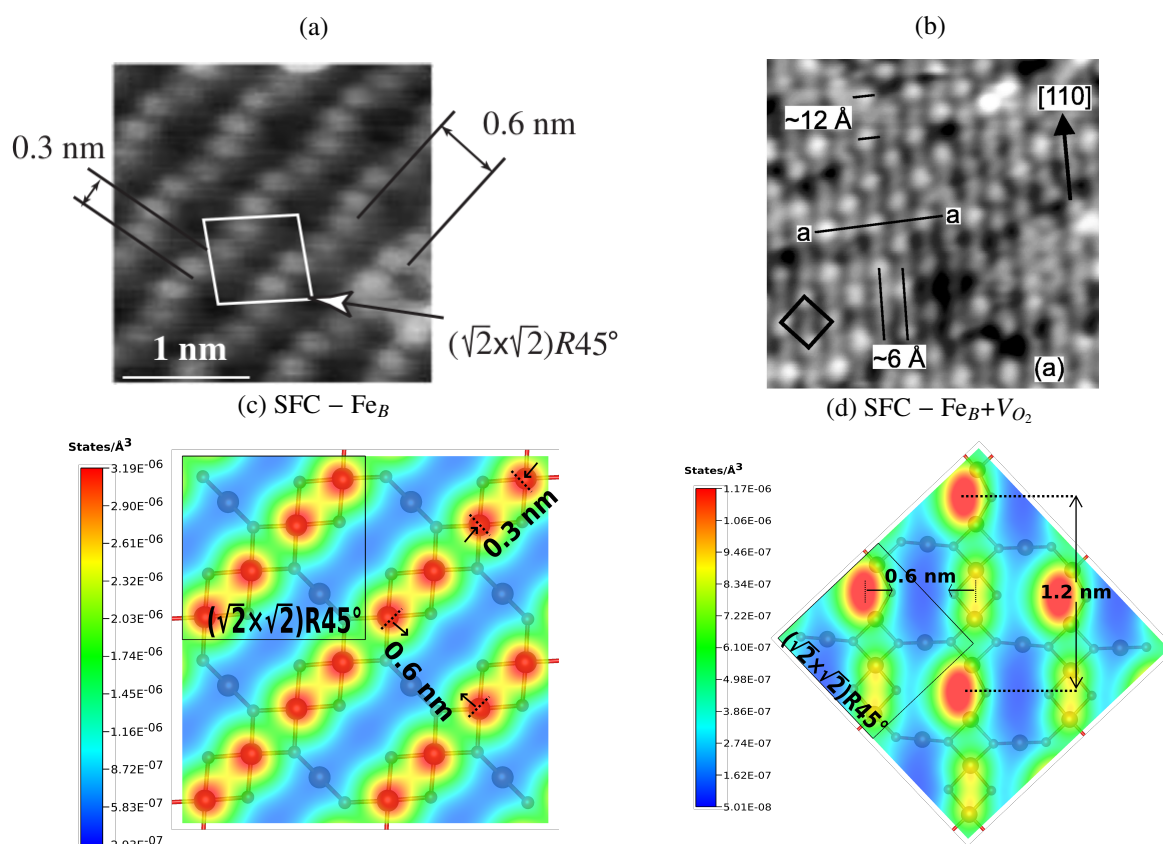 (a)
(b)
0.3 nm
0.6 nm
(√2x√2)R45°
1 nm
~12 Å
[110]
a
a
~6 Å
(a)
(c) SFC − Fe_B
(d) SFC − Fe_B+V_{O_2}
States/Å³
3.19E-06
2.90E-06
2.61E-06
2.32E-06
2.03E-06
1.74E-06
1.45E-06
1.16E-06
8.72E-07
5.83E-07
(√2×√2)R45°
0.3 nm
0.6 nm
States/Å³
1.17E-06
1.06E-06
9.46E-07
8.34E-07
7.22E-07
6.10E-07
4.98E-07
3.86E-07
2.74E-07
1.62E-07
5.01E-08
0.6 nm
1.2 nm
(√2×√2)R45°